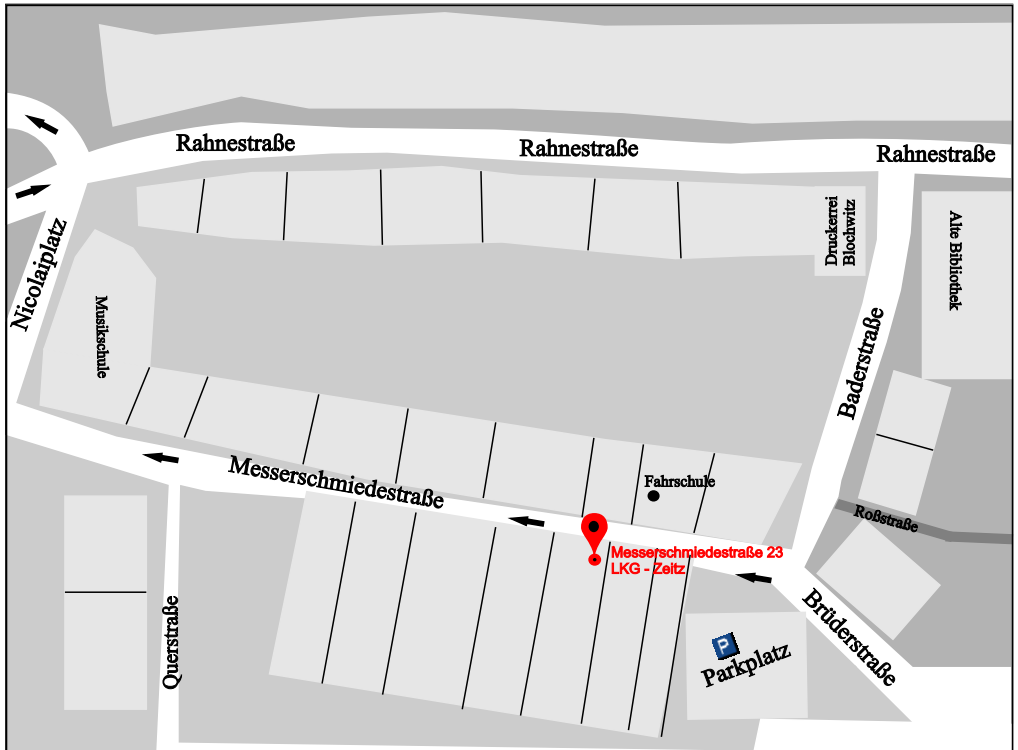 Rahnestraße
Rahnestraße
Rahnestraße
Druckerrei
Blochwitz
Alte Bibliothek
Nicolaiplatz
Musikschule
Baderstraße
Messerschmiedestraße
Fahrschule
Roßstraße
Messerschmiedestraße 23
LKG - Zeitz
Querstraße
P
Parkplatz
Brüderstraße